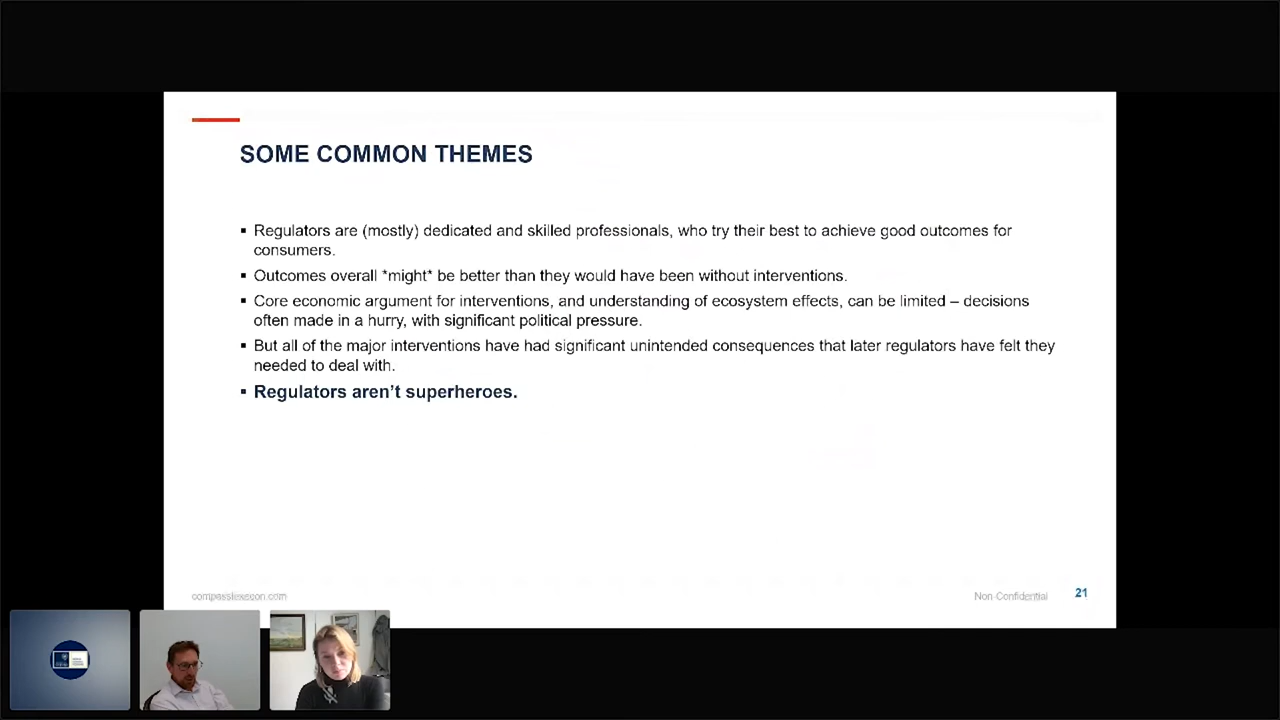 SOME COMMON THEMES
▪ Regulators are (mostly) dedicated and skilled professionals, who try their best to achieve good outcomes for
consumers.
▪ Outcomes overall *might* be better than they would have been without interventions.
▪ Core economic argument for interventions, and understanding of ecosystem effects, can be limited – decisions
often made in a hurry, with significant political pressure.
▪ But all of the major interventions have had significant unintended consequences that later regulators have felt they
needed to deal with.
▪ Regulators aren't superheroes.
compasslexecon.com
Non-Confidential
21